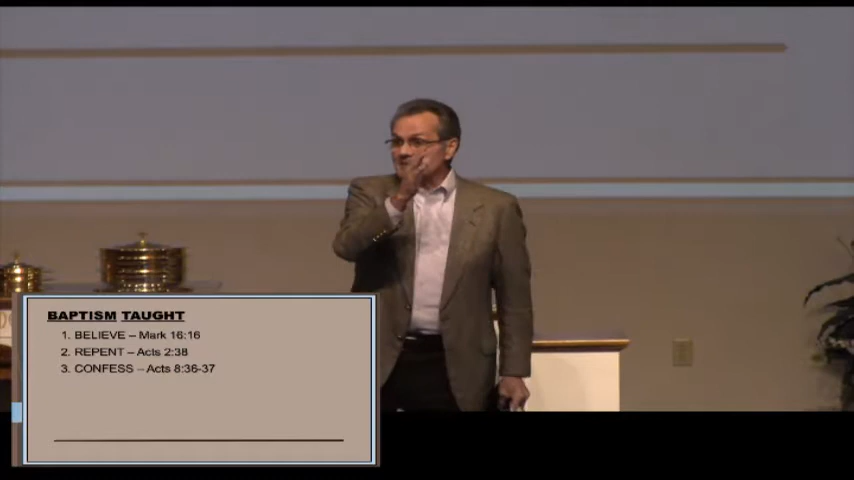 BAPTISM TAUGHT
1. BELIEVE – Mark 16:16
2. REPENT – Acts 2:38
3. CONFESS – Acts 8:36-37